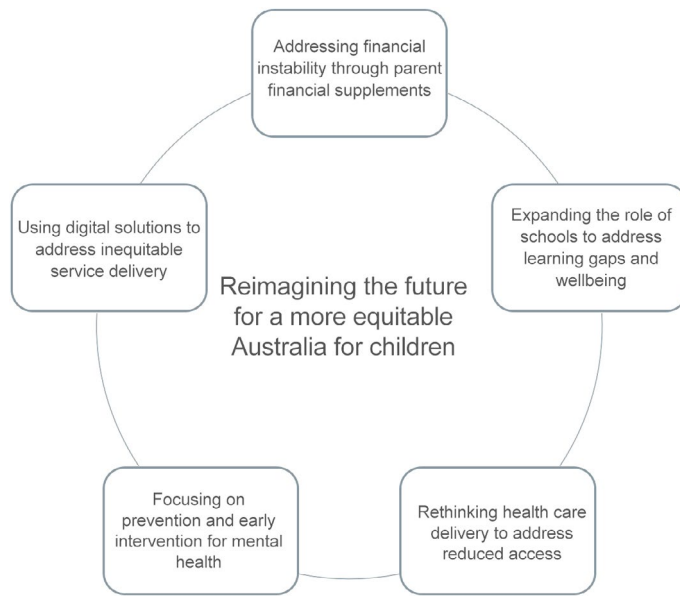 Addressing financial
instability through parent
financial supplements
Expanding the role of
schools to address
learning gaps and
wellbeing
Rethinking health care
delivery to address
reduced access
Focusing on
prevention and early
intervention for mental
health
Using digital solutions to
address inequitable
service delivery
Reimagining the future
for a more equitable
Australia for children